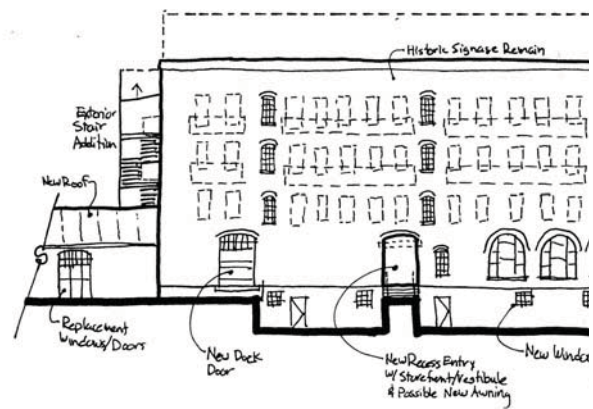 Historic Signage Remain
Exterior
Stair
Addition
New Roof
Replacement
Windows/Doors
New Dock
Door
New Recess Entry
w/ Storefront/Vestibule
& Possible New Awning
New Window